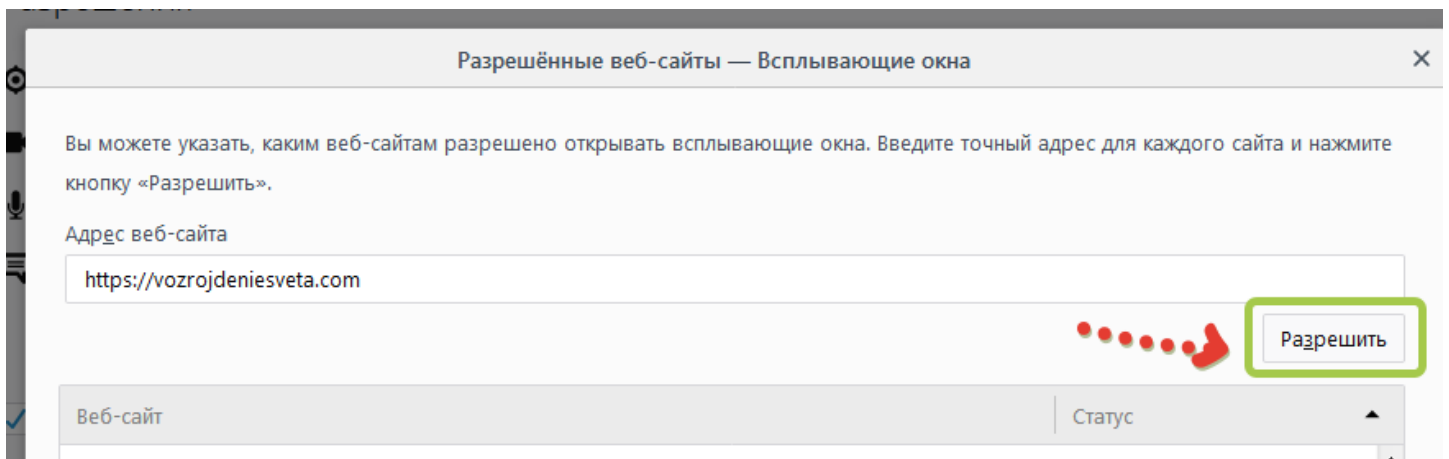 Разрешённые веб-сайты — Всплывающие окна
Вы можете указать, каким веб-сайтам разрешено открывать всплывающие окна. Введите точный адрес для каждого сайта и нажмите
кнопку «Разрешить».
Адрес веб-сайта
https://vozrojdeniesveta.com
Разрешить
Веб-сайт Статус